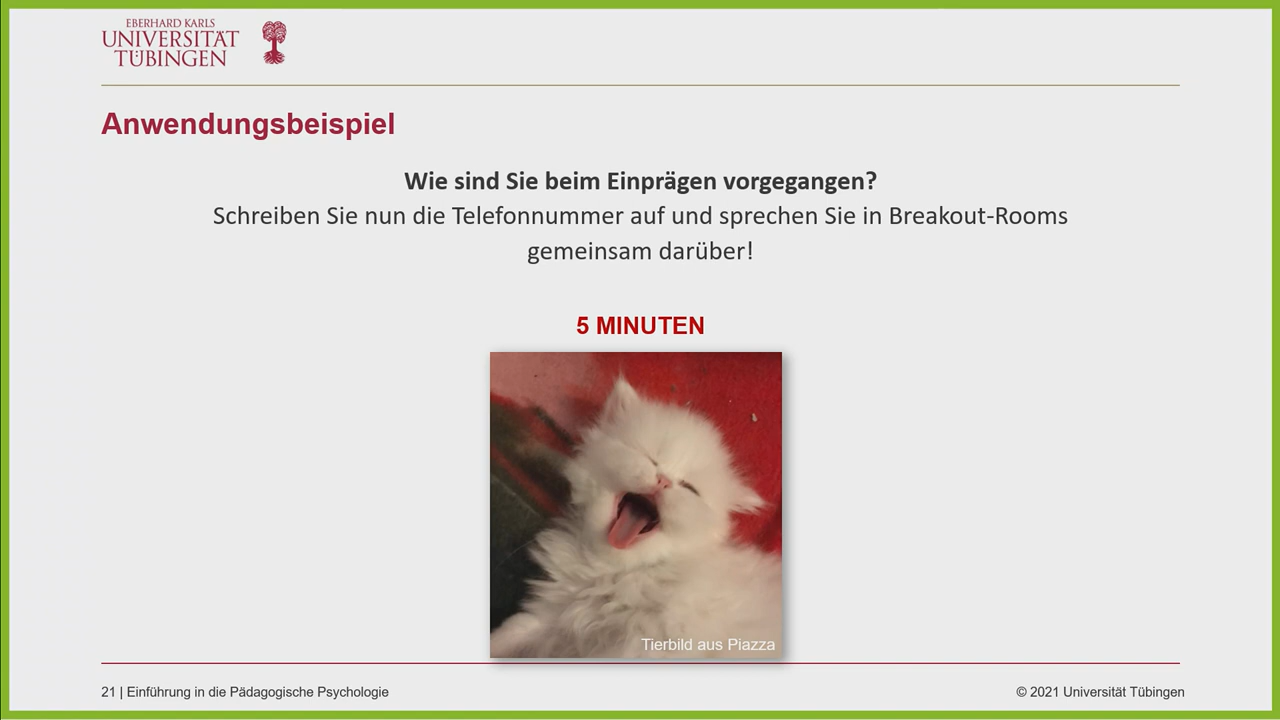 EBERHARD KARLS
UNIVERSITÄT
TÜBINGEN
Anwendungsbeispiel
Wie sind Sie beim Einprägen vorgegangen?
Schreiben Sie nun die Telefonnummer auf und sprechen Sie in Breakout-Rooms
gemeinsam darüber!
5 MINUTEN
Tierbild aus Piazza
21 | Einführung in die Pädagogische Psychologie
© 2021 Universität Tübingen